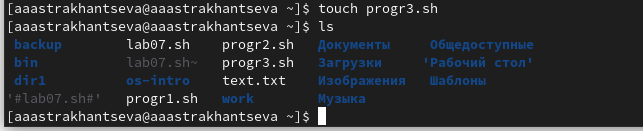 [aaastrakhantseva@aaastrakhantseva ~]$ touch progr3.sh
[aaastrakhantseva@aaastrakhantseva ~]$ ls
backup lab07.sh progr2.sh Документы Общедоступные
bin lab07.sh~ progr3.sh Загрузки 'Рабочий стол'
dir1 os-intro text.txt Изображения Шаблоны
'#lab07.sh#' progr1.sh work Музыка
[aaastrakhantseva@aaastrakhantseva ~]$